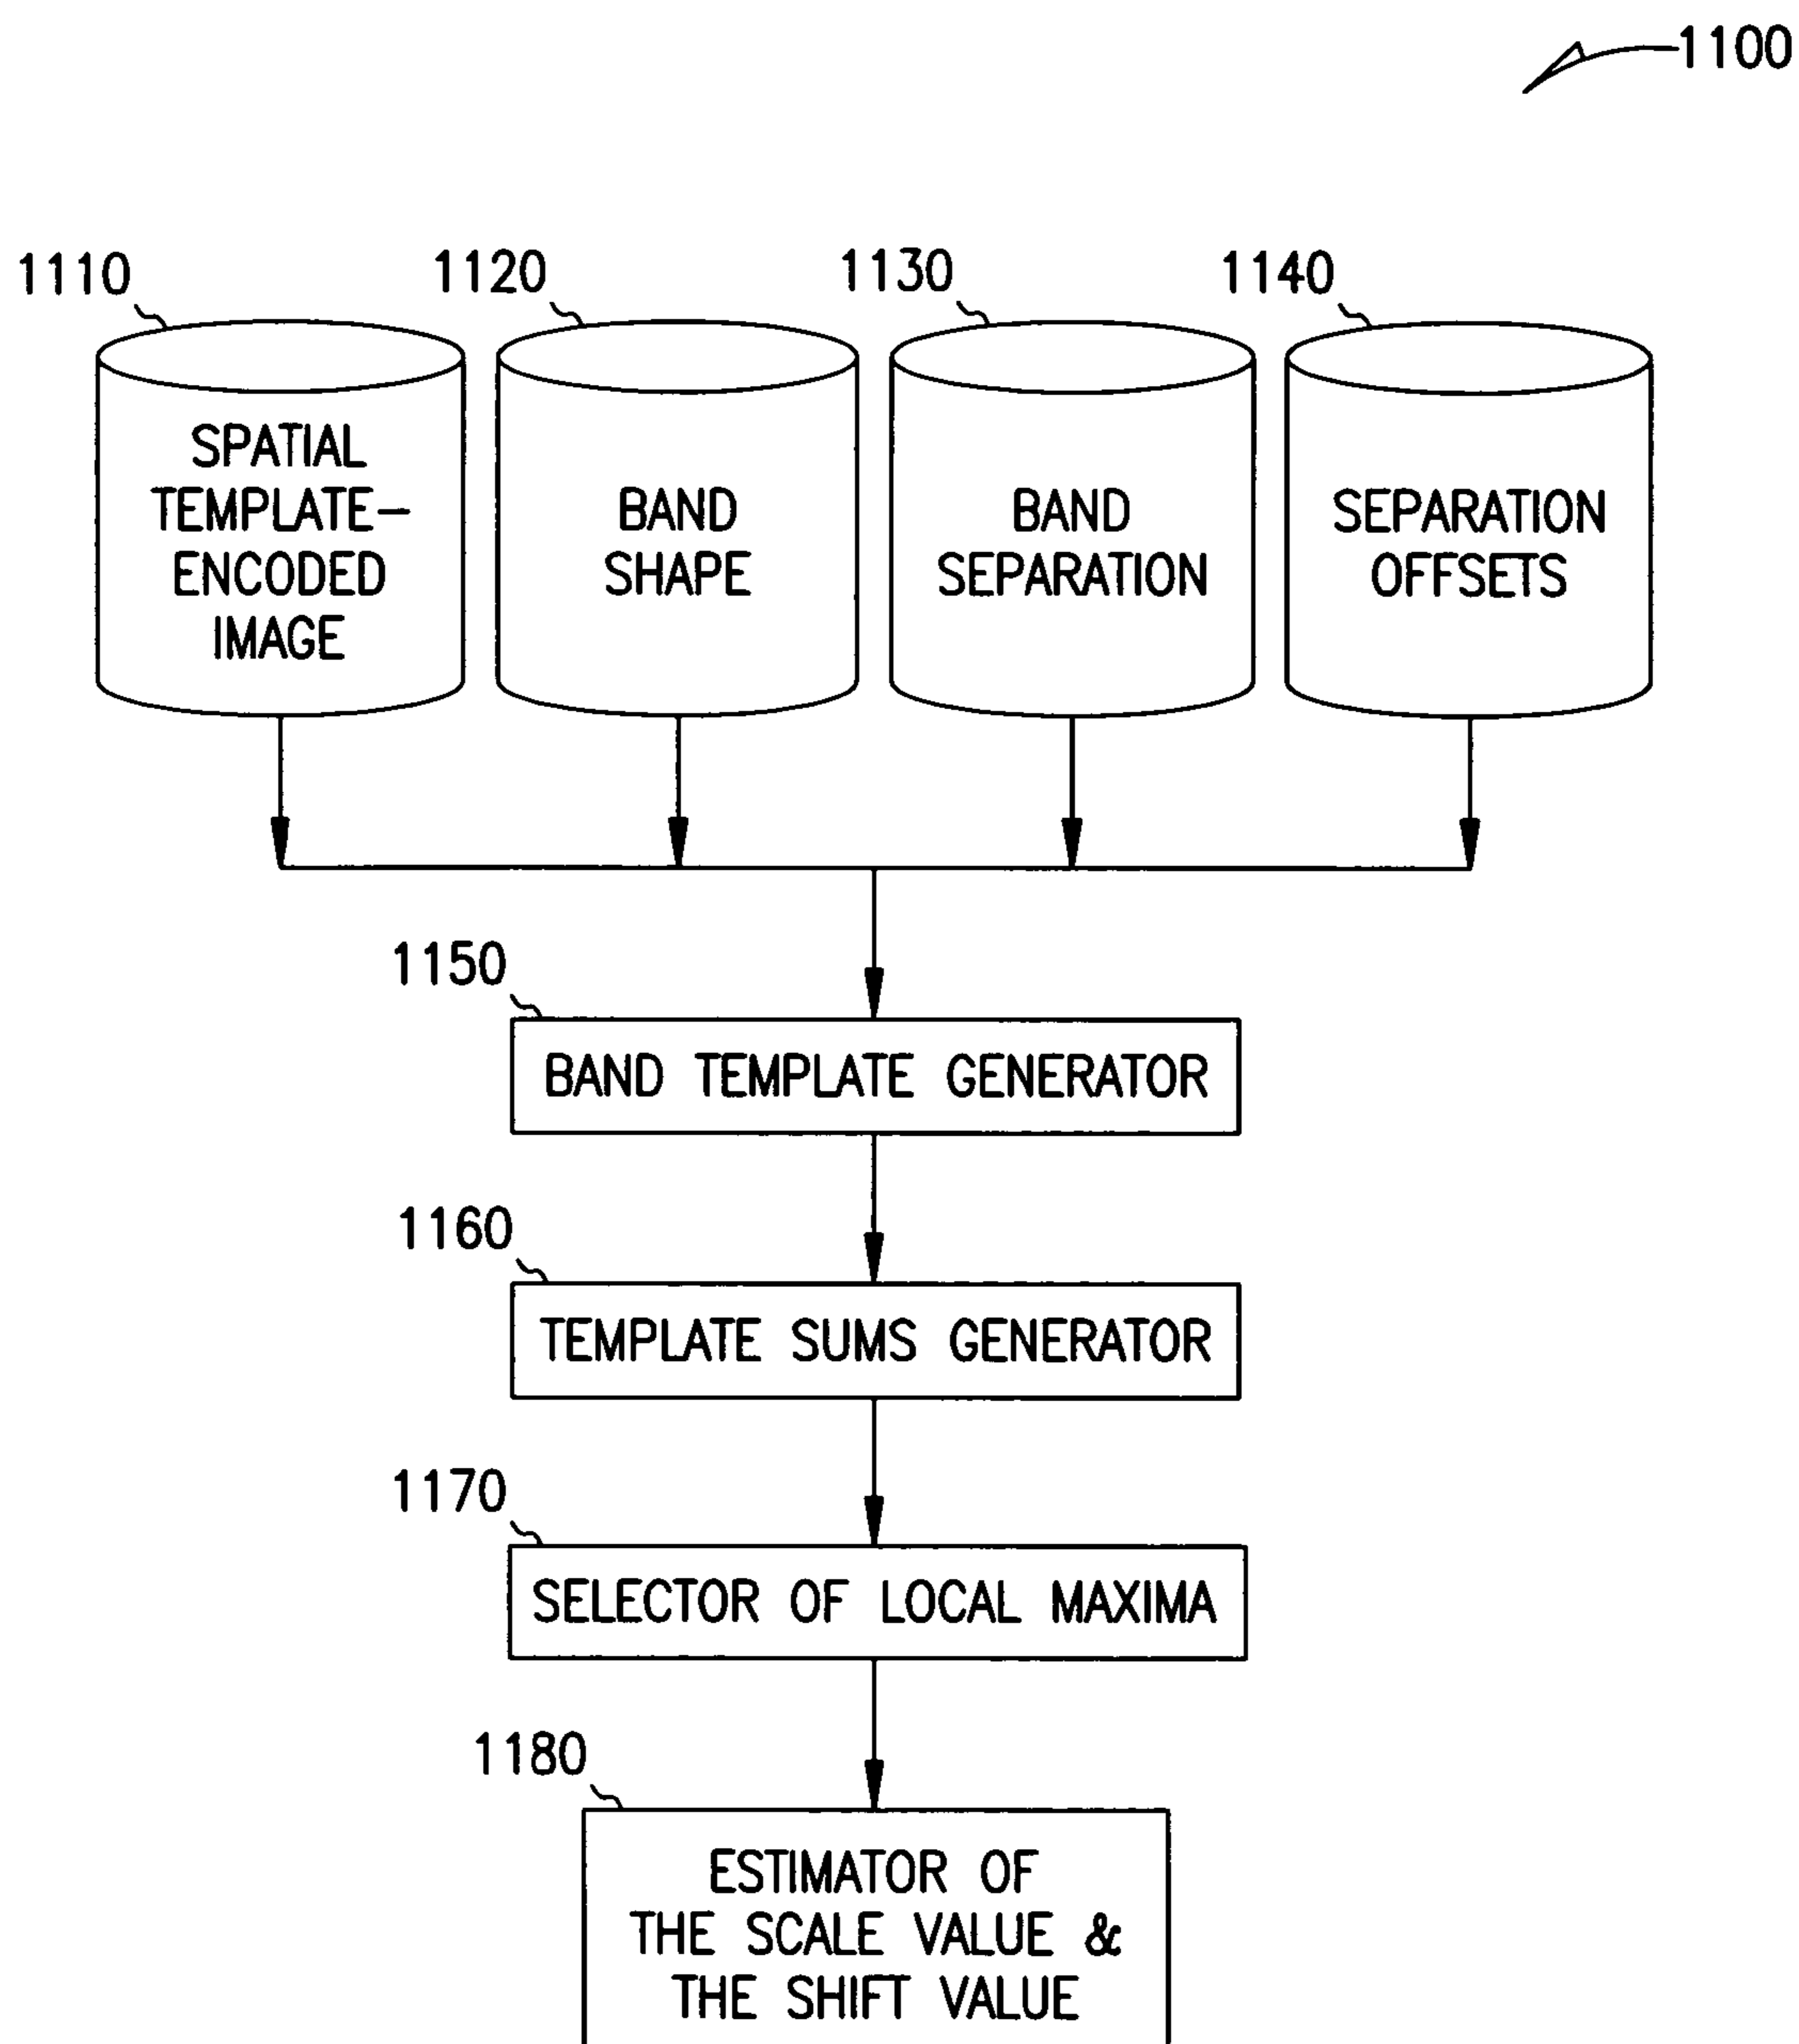 1100
1110
1120
1130
1140
SPATIAL
TEMPLATE-
ENCODED
IMAGE
BAND
SHAPE
BAND
SEPARATION
SEPARATION
OFFSETS
1150
BAND TEMPLATE GENERATOR
1160
TEMPLATE SUMS GENERATOR
1170
SELECTOR OF LOCAL MAXIMA
1180
ESTIMATOR OF
THE SCALE VALUE &
THE SHIFT VALUE